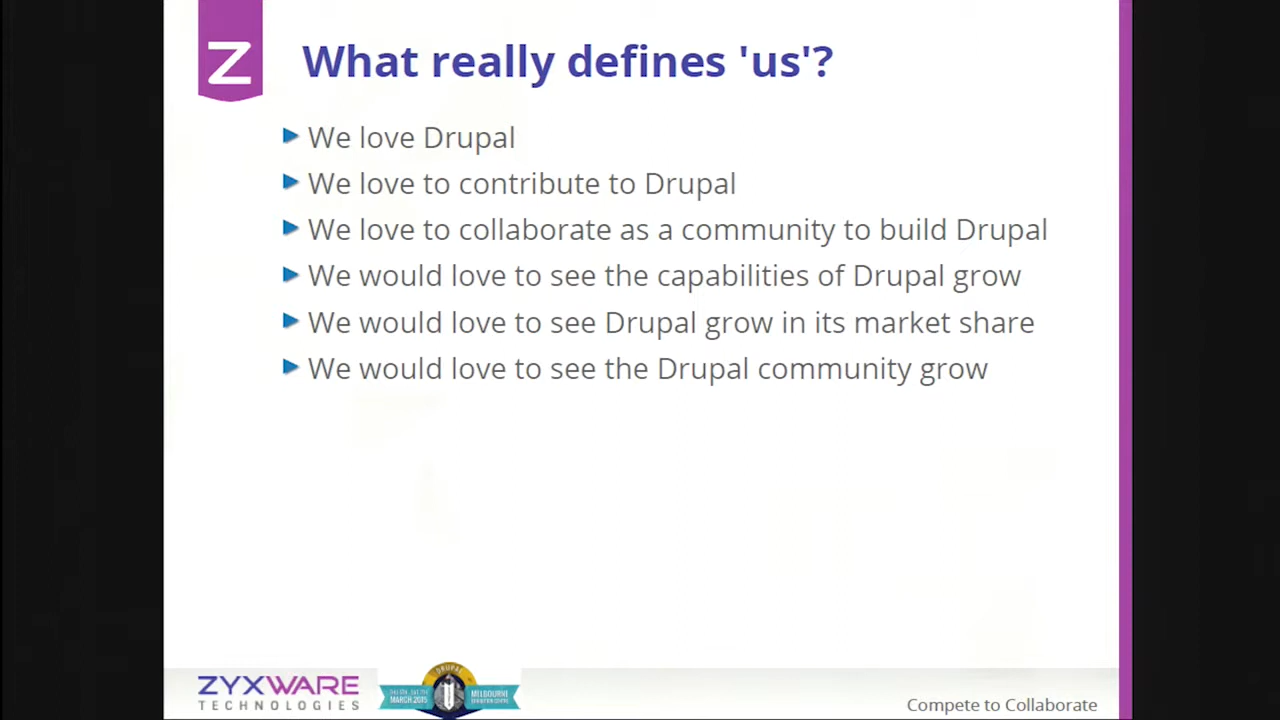 Z
What really defines 'us'?
We love Drupal
We love to contribute to Drupal
We love to collaborate as a community to build Drupal
We would love to see the capabilities of Drupal grow
We would love to see Drupal grow in its market share
We would love to see the Drupal community grow
ZYXWARE
TECHNOLOGIES
DRUPAL
MARCH 2015
MELBOURNE
Compete to Collaborate